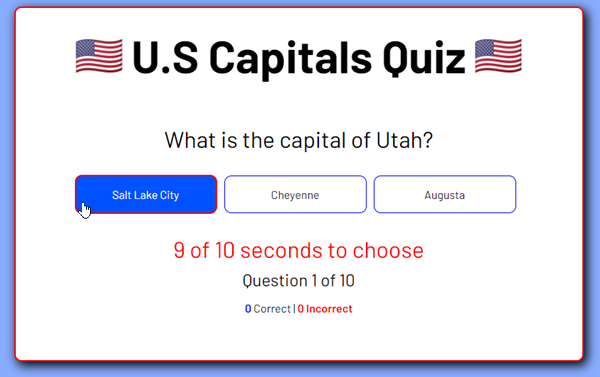 U.S Capitals Quiz
What is the capital of Utah?
Salt Lake City Cheyenne Augusta
9 of 10 seconds to choose
Question 1 of 10
0 Correct | 0 Incorrect